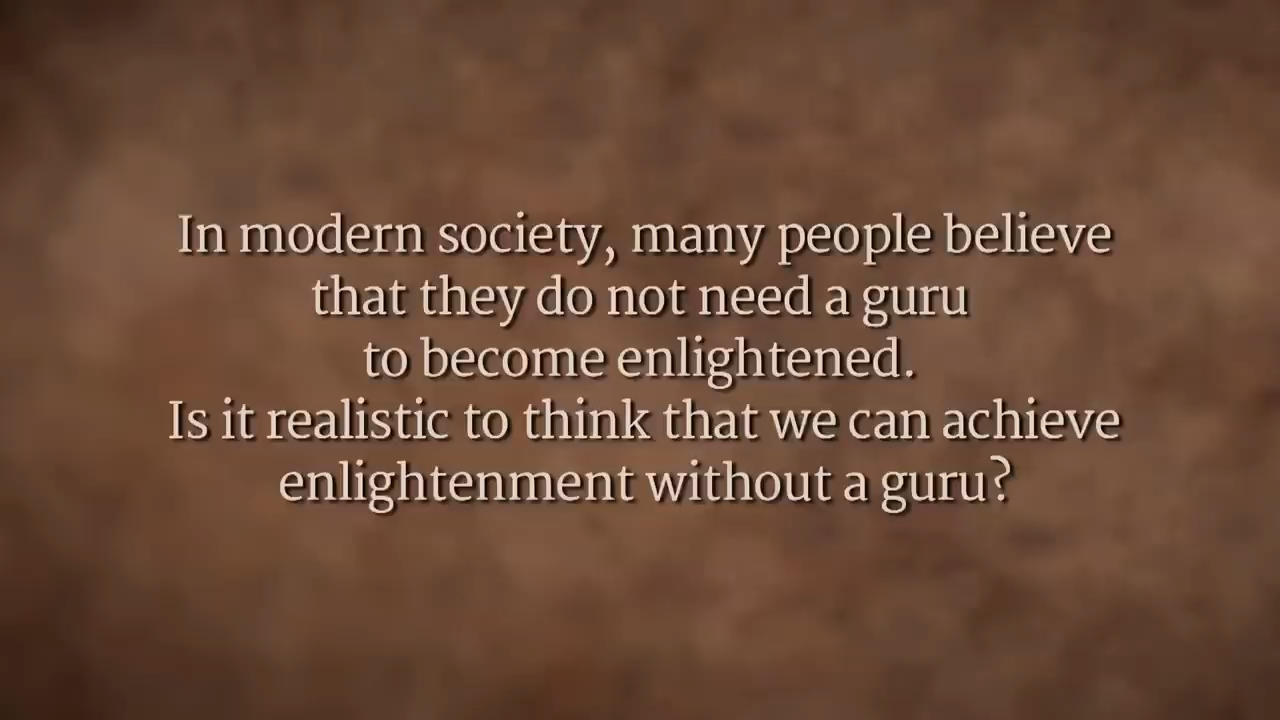 In modern society, many people believe
that they do not need a guru
to become enlightened.
Is it realistic to think that we can achieve
enlightenment without a guru?